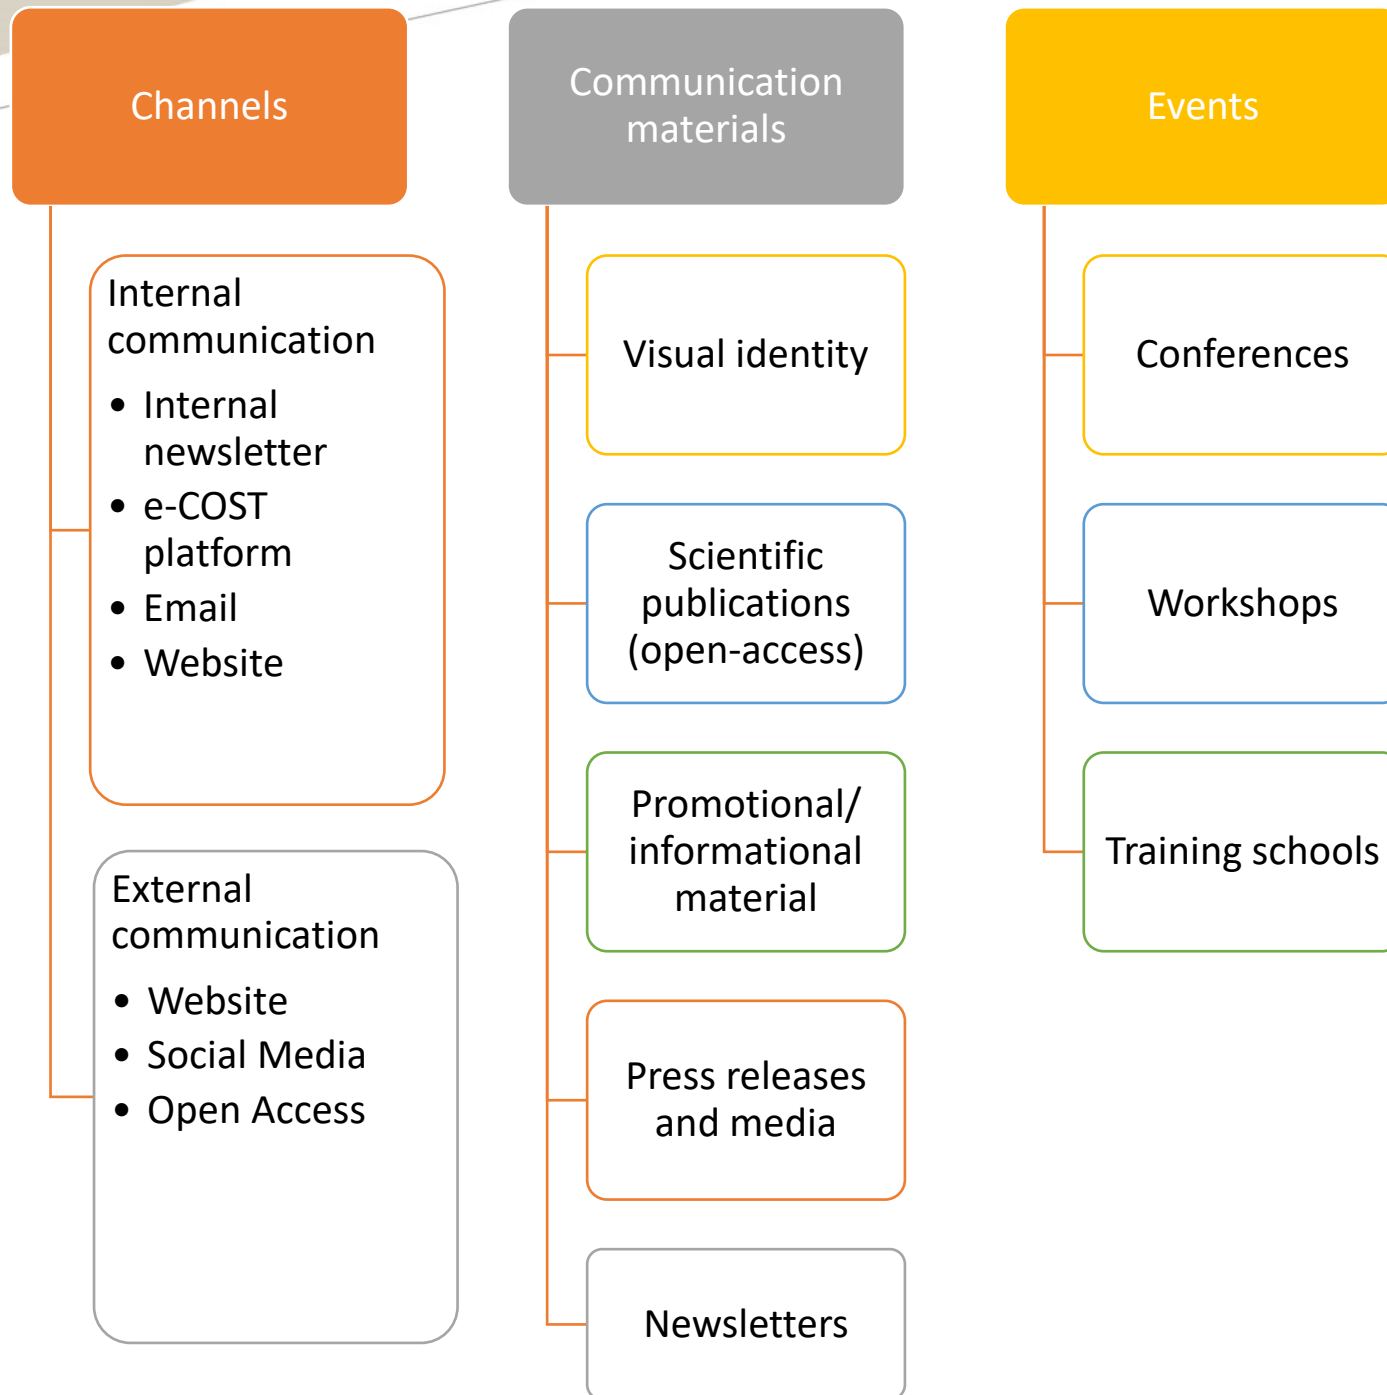 Channels
Internal
communication
• Internal
newsletter
• e-COST
platform
• Email
• Website
External
communication
• Website
• Social Media
• Open Access
Communication
materials
Visual identity
Scientific
publications
(open-access)
Promotional/
informational
material
Press releases
and media
Newsletters
Events
Conferences
Workshops
Training schools